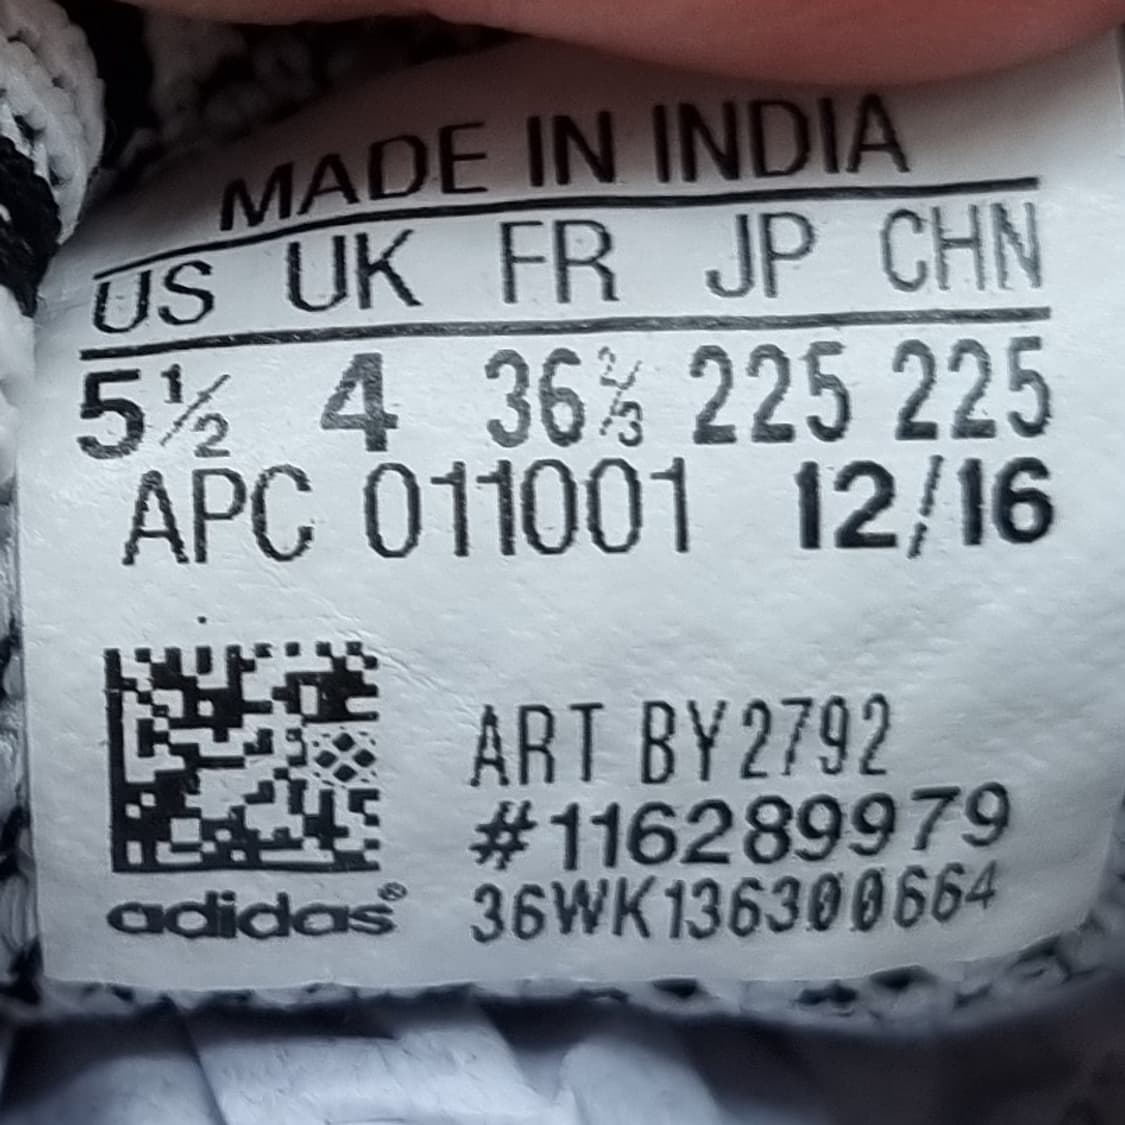 MADE IN INDIA
US UK FR JP CHN
5½ 4 36⅔ 225 225
APC 011001 12/16
ART BY2792
#116289979
adidas® 36WK136300664